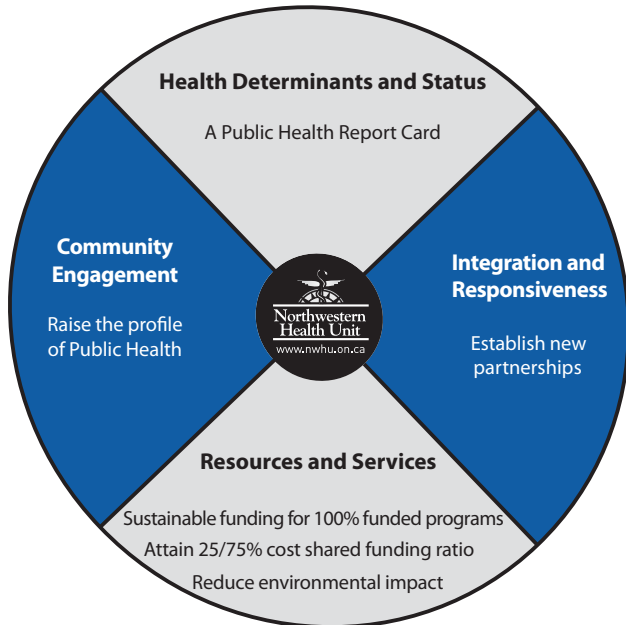 Health Determinants and Status
A Public Health Report Card
Community
Engagement
Raise the profile
of Public Health
Northwestern
Health Unit
www.nwhu.on.ca
Integration and
Responsiveness
Establish new
partnerships
Resources and Services
Sustainable funding for 100% funded programs
Attain 25/75% cost shared funding ratio
Reduce environmental impact